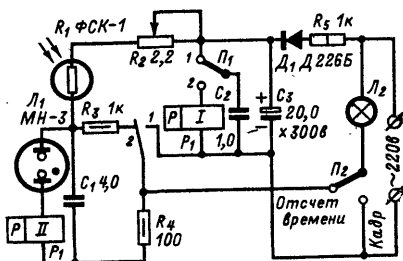 R1 ФСК-1
R2 2,2
1
П1
2
R5 1к
Д1 Д226Б
Л1
МН-3
R3 1к
1
2
P I
P1
C2
1,0
+
C3
20,0
х300в
Л2
~220в
C1 4,0
П2
Отсчет
времени
Кадр
P II
P1
R4
100